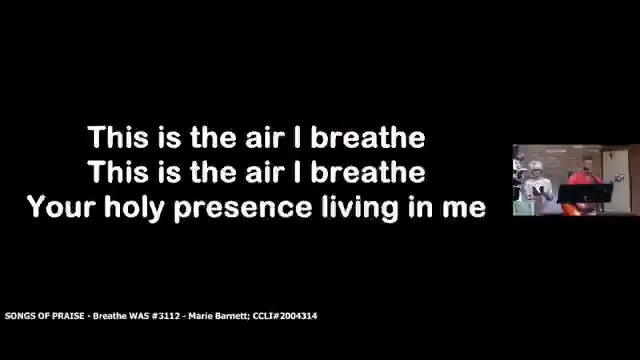 This is the air I breathe
This is the air I breathe
Your holy presence living in me
SONGS OF PRAISE - Breathe WAS #3112 - Marie Barnett; CCLI#2004314